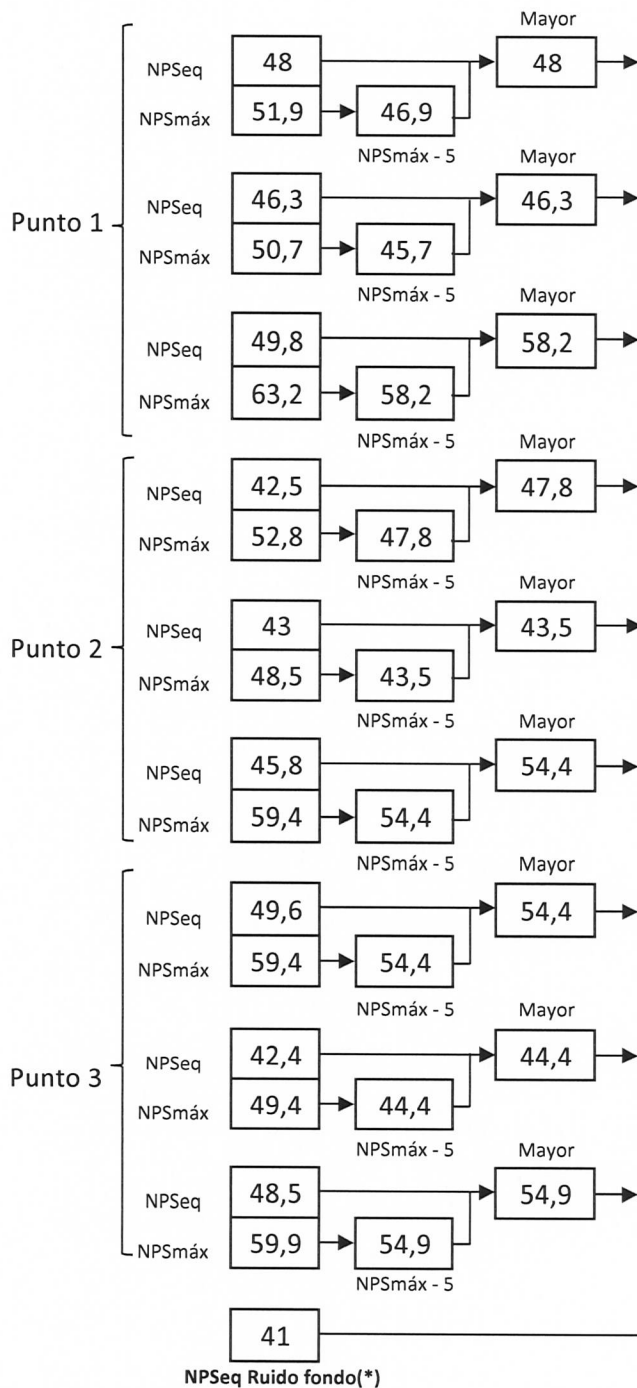 Mayor
NPSeq 48 48
NPSmáx 51,9 46,9
NPSmáx - 5
Mayor
NPSeq 46,3 46,3
Punto 1
NPSmáx 50,7 45,7
NPSmáx - 5
Mayor
NPSeq 49,8 58,2
NPSmáx 63,2 58,2
NPSmáx - 5
Mayor
NPSeq 42,5 47,8
NPSmáx 52,8 47,8
NPSmáx - 5
Mayor
NPSeq 43 43,5
Punto 2
NPSmáx 48,5 43,5
NPSmáx - 5
Mayor
NPSeq 45,8 54,4
NPSmáx 59,4 54,4
NPSmáx - 5
Mayor
NPSeq 49,6 54,4
NPSmáx 59,4 54,4
NPSmáx - 5
Mayor
NPSeq 42,4 44,4
Punto 3
NPSmáx 49,4 44,4
NPSmáx - 5
Mayor
NPSeq 48,5 54,9
NPSmáx 59,9 54,9
NPSmáx - 5
41
NPSeq Ruido fondo(*)